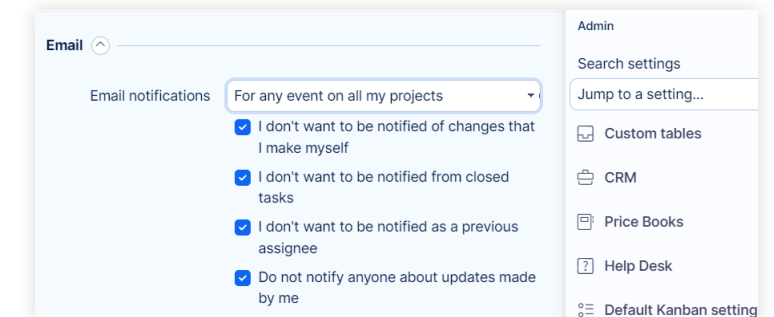 Email
Email notifications
For any event on all my projects
I don't want to be notified of changes that
I make myself
I don't want to be notified from closed
tasks
I don't want to be notified as a previous
assignee
Do not notify anyone about updates made
by me
Admin
Search settings
Jump to a setting...
Custom tables
CRM
Price Books
Help Desk
Default Kanban setting